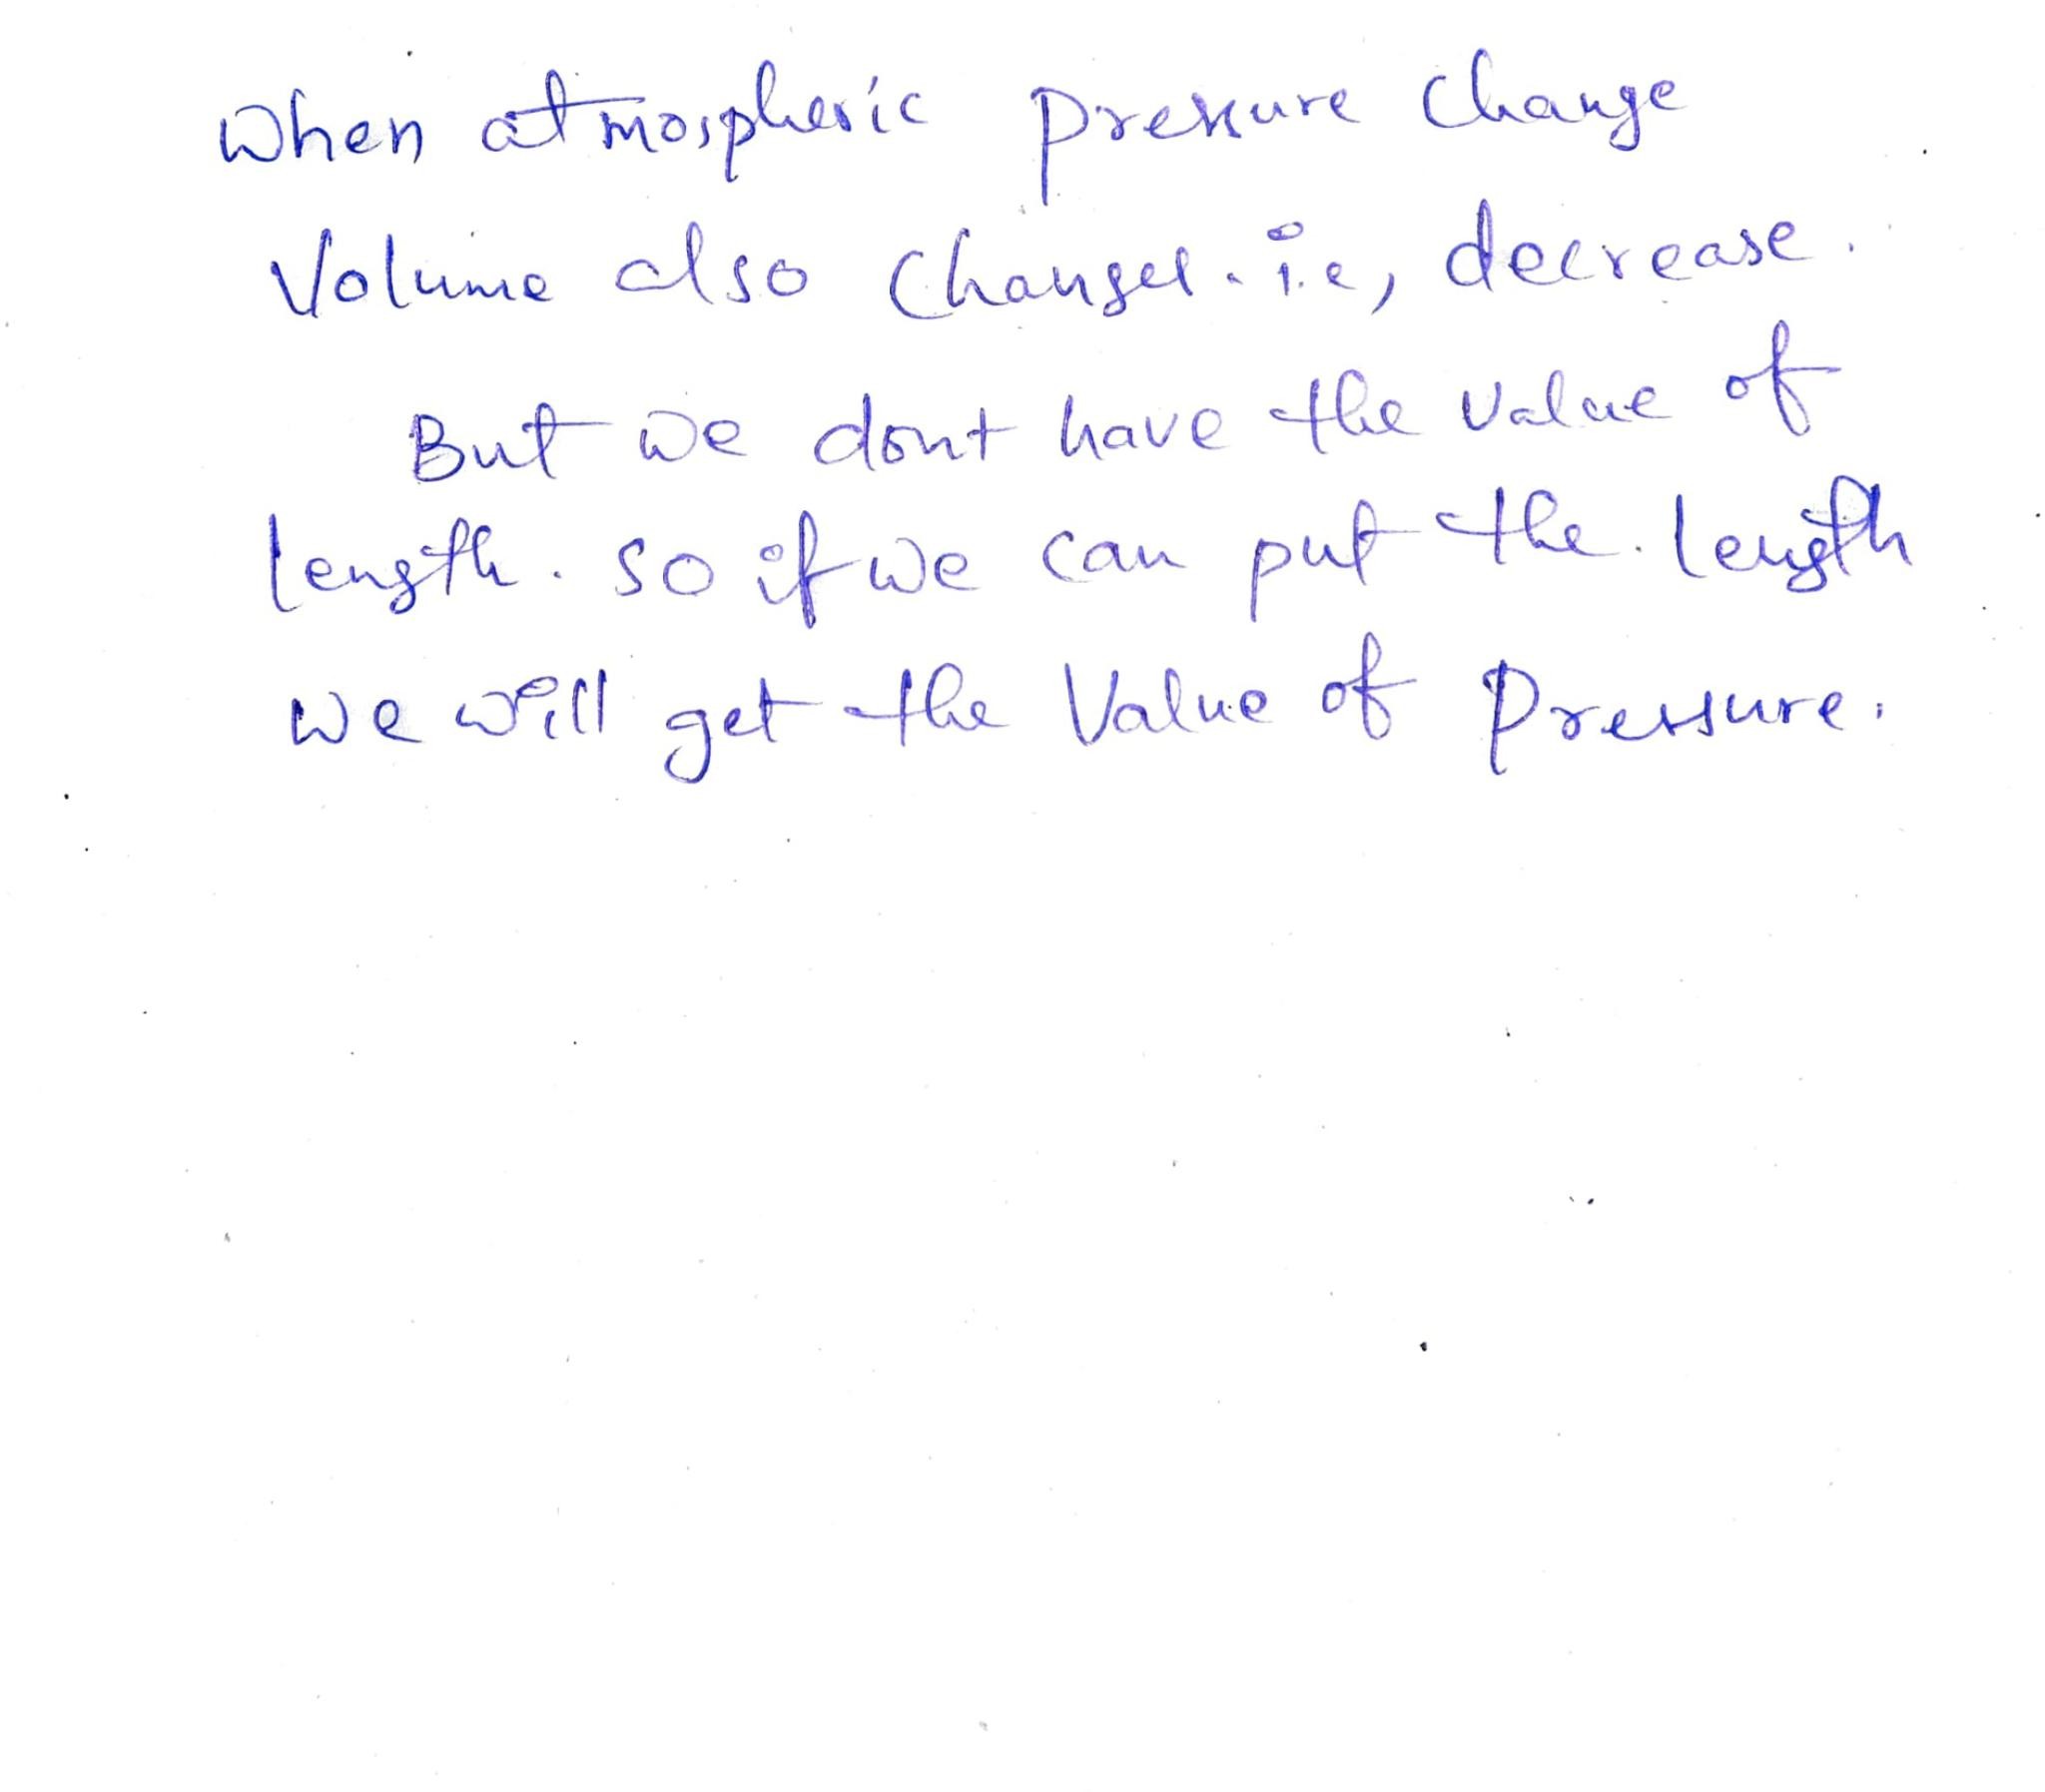 When atmospheric pressure change
Volume also changes. i.e, decrease.
But we dont have the value of
length. so if we can put the length
we will get the Value of Pressure.